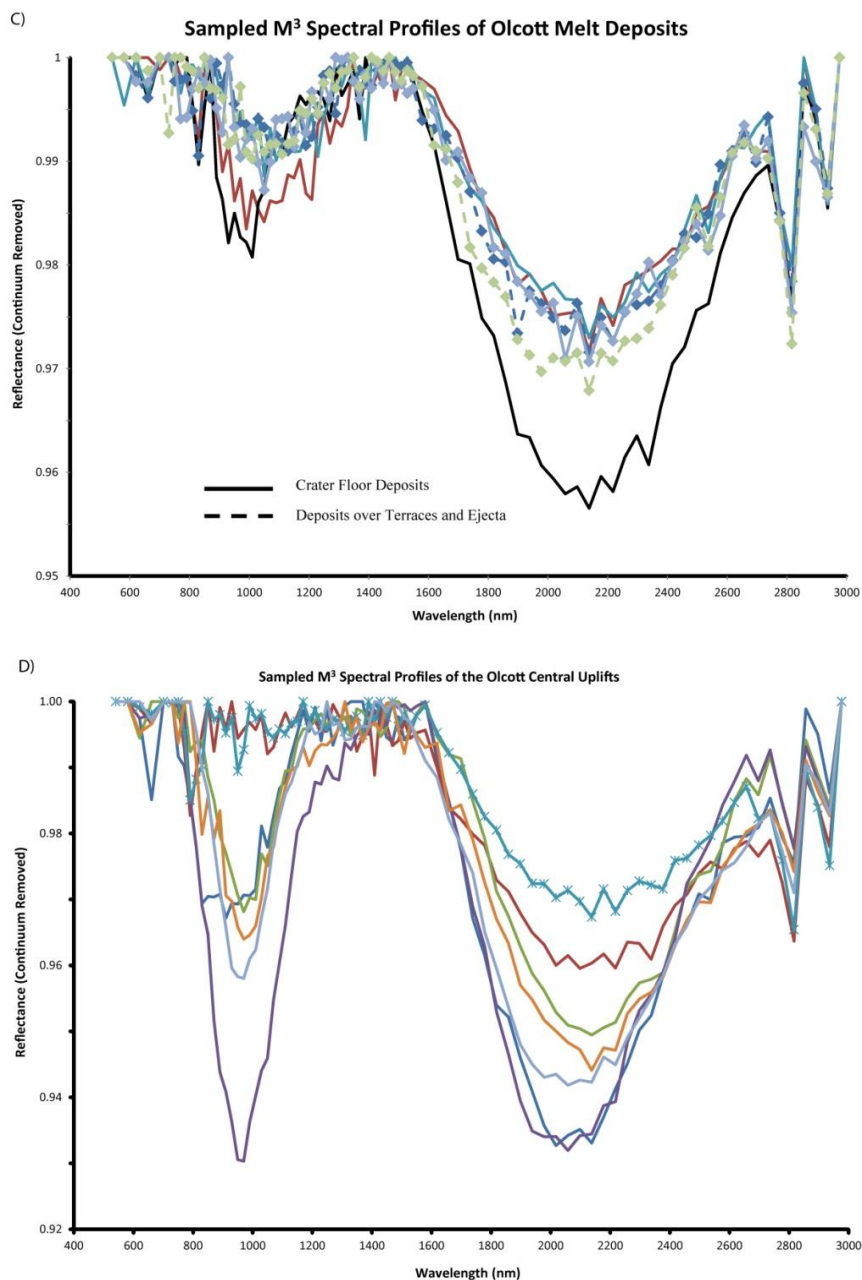 C)
Sampled M³ Spectral Profiles of Olcott Melt Deposits
Reflectance (Continuum Removed)
1
0.99
0.98
0.97
0.96
0.95
Crater Floor Deposits
Deposits over Terraces and Ejecta
400 600 800 1000 1200 1400 1600 1800 2000 2200 2400 2600 2800 3000
Wavelength (nm)
D)
Sampled M³ Spectral Profiles of the Olcott Central Uplifts
Reflectance (Continuum Removed)
1.00
0.98
0.96
0.94
0.92
400 600 800 1000 1200 1400 1600 1800 2000 2200 2400 2600 2800 3000
Wavelength (nm)